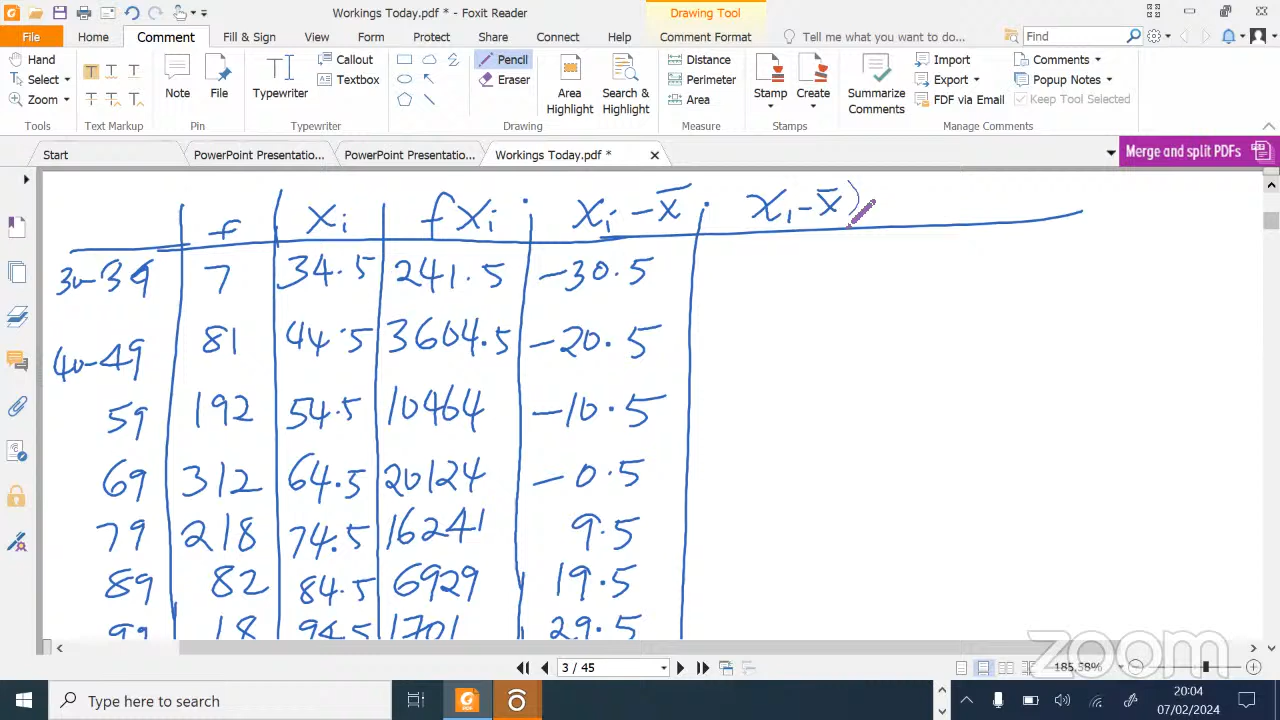 Workings Today.pdf * - Foxit Reader
Drawing Tool
File Home Comment Fill & Sign View Form Protect Share Connect Help Comment Format Tell me what you want to do... Find
Hand
Select
Zoom
Tools
Text Markup
Note
File
Pin
Typewriter
Callout
Textbox
Typewriter
Pencil
Eraser
Drawing
Area Highlight
Search & Highlight
Distance
Perimeter
Area
Measure
Stamp
Create
Stamps
Summarize Comments
Import
Export
FDF via Email
Comments
Popup Notes
Keep Tool Selected
Manage Comments
Start PowerPoint Presentatio... PowerPoint Presentatio... Workings Today.pdf * Merge and split PDFs
f xi fxi xi - x̄ xi - x̄)
30-39 7 34.5 241.5 -30.5
40-49 81 44.5 3604.5 -20.5
59 192 54.5 10464 -10.5
69 312 64.5 20124 -0.5
79 218 74.5 16241 9.5
89 82 84.5 6929 19.5
99 18 94.5 1701 29.5
zoom
3 / 45 185.58%
Type here to search
20:04
07/02/2024